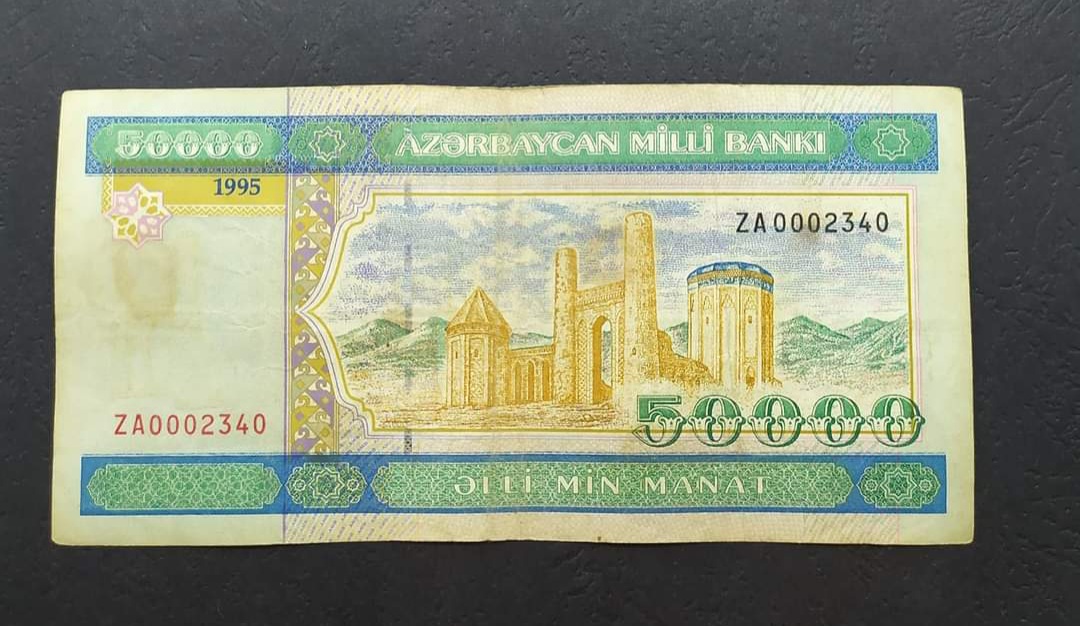 50000
AZƏRBAYCAN MİLLİ BANKI
1995
ZA0002340
ZA0002340
50000
ƏLLİ MİN MANAT